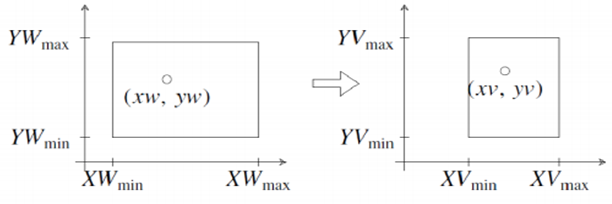 YWmax
YVmax
(xw, yw)
(xv, yv)
YWmin
YVmin
XWmin
XWmax
XVmin
XVmax